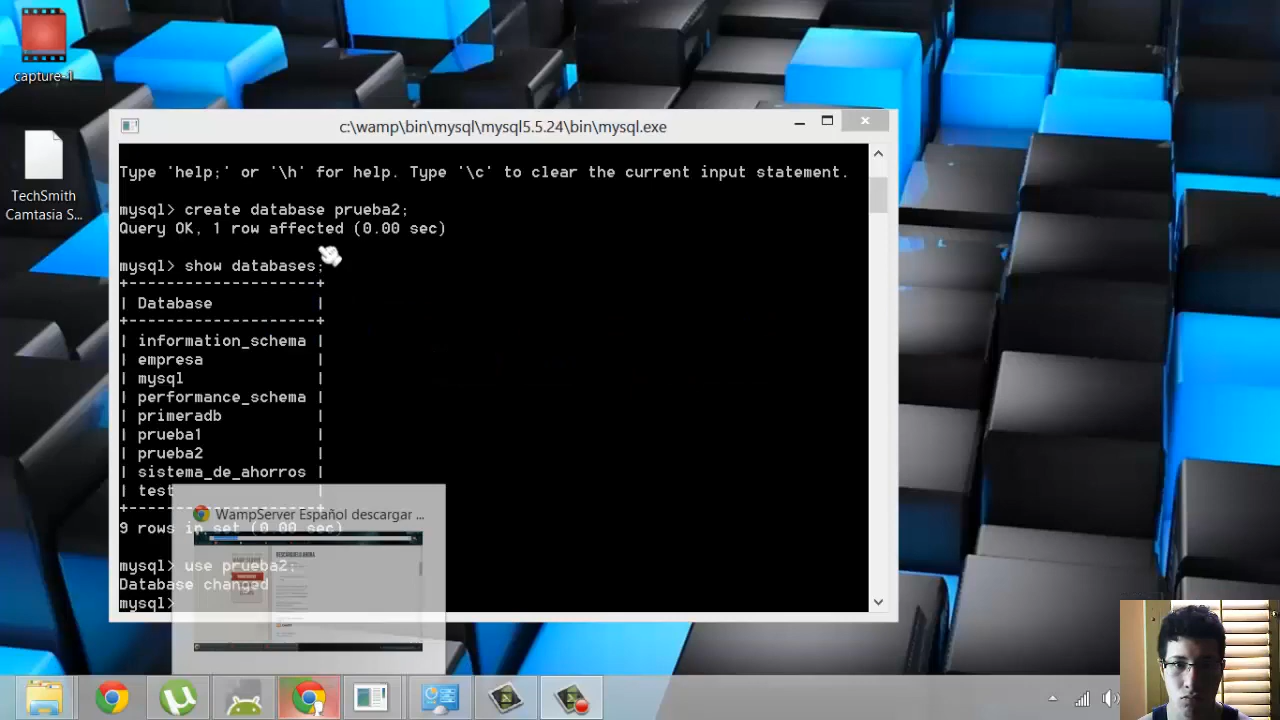 capture-1
TechSmith
Camtasia S...
c:\wamp\bin\mysql\mysql5.5.24\bin\mysql.exe
Type 'help;' or '\h' for help. Type '\c' to clear the current input statement.
mysql> create database prueba2;
Query OK, 1 row affected (0.00 sec)
mysql> show databases;
+--------------------+
| Database           |
+--------------------+
| information_schema |
| empresa            |
| mysql              |
| performance_schema |
| primeradb          |
| prueba1            |
| prueba2            |
| sistema_de_ahorros |
| test               |
+--------------------+
9 rows in set (0.00 sec)
mysql> use prueba2;
Database changed
mysql>
WampServer Español descargar ...
DESCARGUELO AHORA